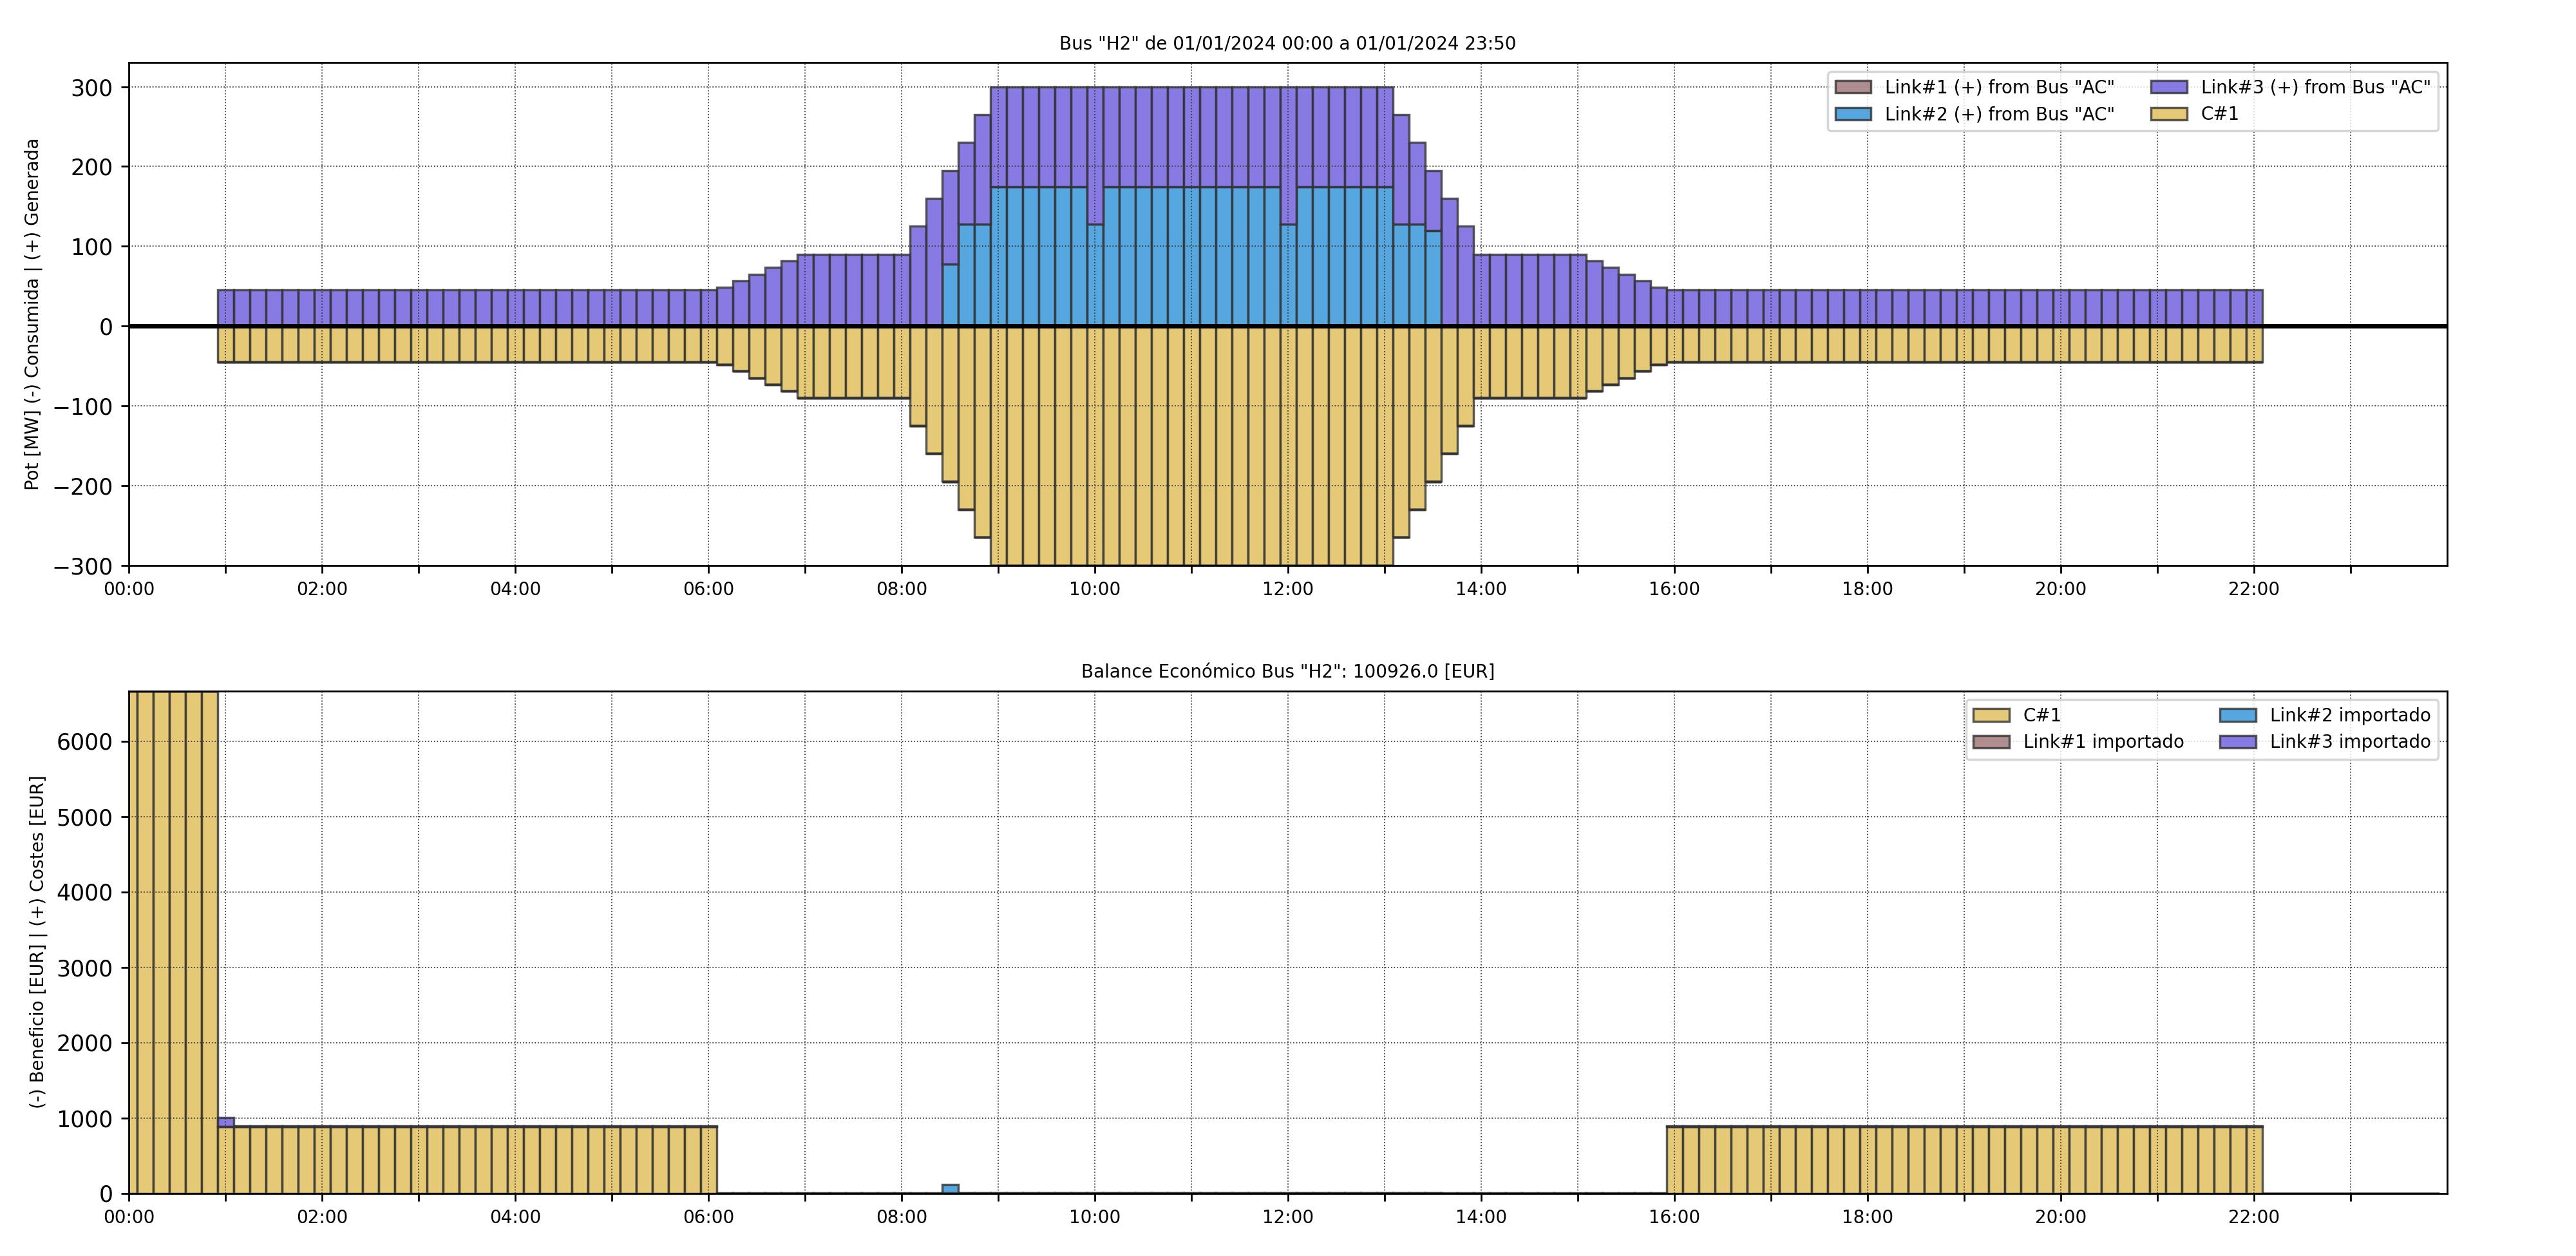 Bus "H2" de 01/01/2024 00:00 a 01/01/2024 23:50
Pot [MW] (-) Consumida | (+) Generada
300
200
100
0
−100
−200
−300
Link#1 (+) from Bus "AC" Link#3 (+) from Bus "AC"
Link#2 (+) from Bus "AC" C#1
00:00 02:00 04:00 06:00 08:00 10:00 12:00 14:00 16:00 18:00 20:00 22:00
Balance Económico Bus "H2": 100926.0 [EUR]
(-) Beneficio [EUR] | (+) Costes [EUR]
6000
5000
4000
3000
2000
1000
0
C#1 Link#2 importado
Link#1 importado Link#3 importado
00:00 02:00 04:00 06:00 08:00 10:00 12:00 14:00 16:00 18:00 20:00 22:00